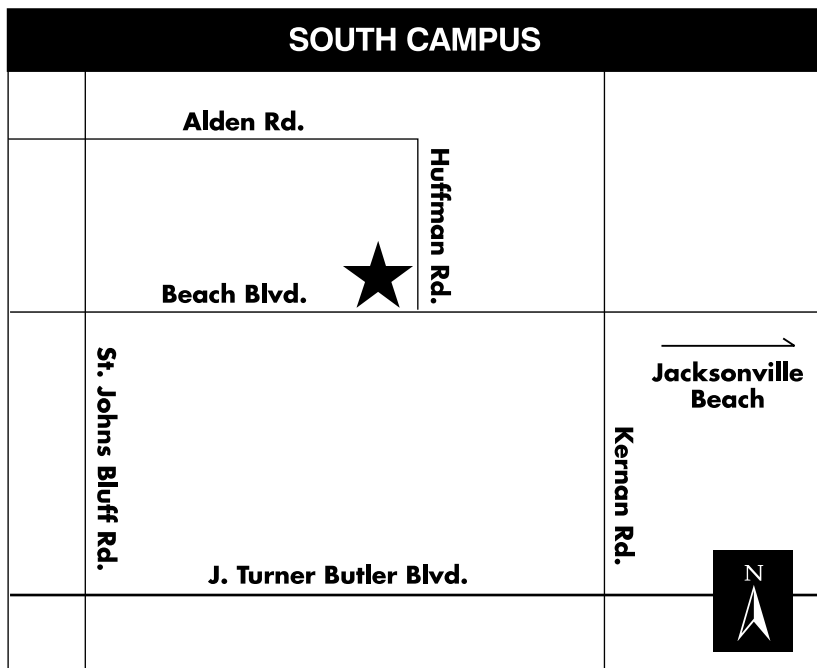 SOUTH CAMPUS
Alden Rd.
Huffman Rd.
Beach Blvd.
St. Johns Bluff Rd.
Jacksonville
Beach
Kernan Rd.
J. Turner Butler Blvd.
N